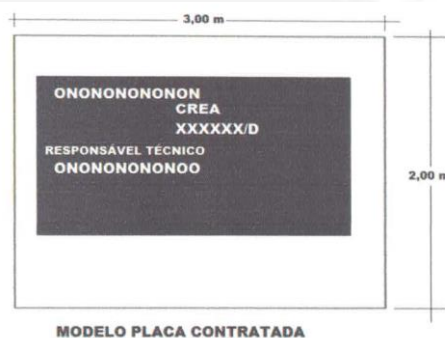 3,00 m
ONONONONONON
CREA
XXXXXX/D
RESPONSÁVEL TÉCNICO
ONONONONONOO
2,00 m
MODELO PLACA CONTRATADA